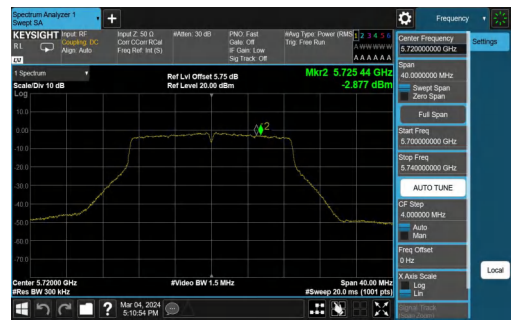 Spectrum Analyzer 1
Swept SA
Frequency
KEYSIGHT
RL
Input: RF
Coupling: DC
Align: Auto
Input Z: 50 Ω
Corr CCorr RCal
Freq Ref: Int (S)
#Atten: 30 dB
PNO: Fast
Gate: Off
IF Gain: Low
Sig Track: Off
#Avg Type: Power (RMS
Trig: Free Run
1 2 3 4 5 6
A W W W W W
A A A A A A
LV
1 Spectrum
Scale/Div 10 dB
Log
Ref Lvl Offset 5.75 dB
Ref Level 20.00 dBm
Mkr2 5.725 44 GHz
-2.877 dBm
10.0
0.00
-10.0
-20.0
-30.0
-40.0
-50.0
-60.0
-70.0
2
Center 5.72000 GHz
#Res BW 300 kHz
#Video BW 1.5 MHz
Span 40.00 MHz
#Sweep 20.0 ms (1001 pts)
Mar 04, 2024
5:10:54 PM
Center Frequency
5.720000000 GHz
Settings
Span
40.0000000 MHz
Swept Span
Zero Span
Full Span
Start Freq
5.700000000 GHz
Stop Freq
5.740000000 GHz
AUTO TUNE
CF Step
4.000000 MHz
Auto
Man
Freq Offset
0 Hz
X Axis Scale
Log
Lin
Local
Signal Track